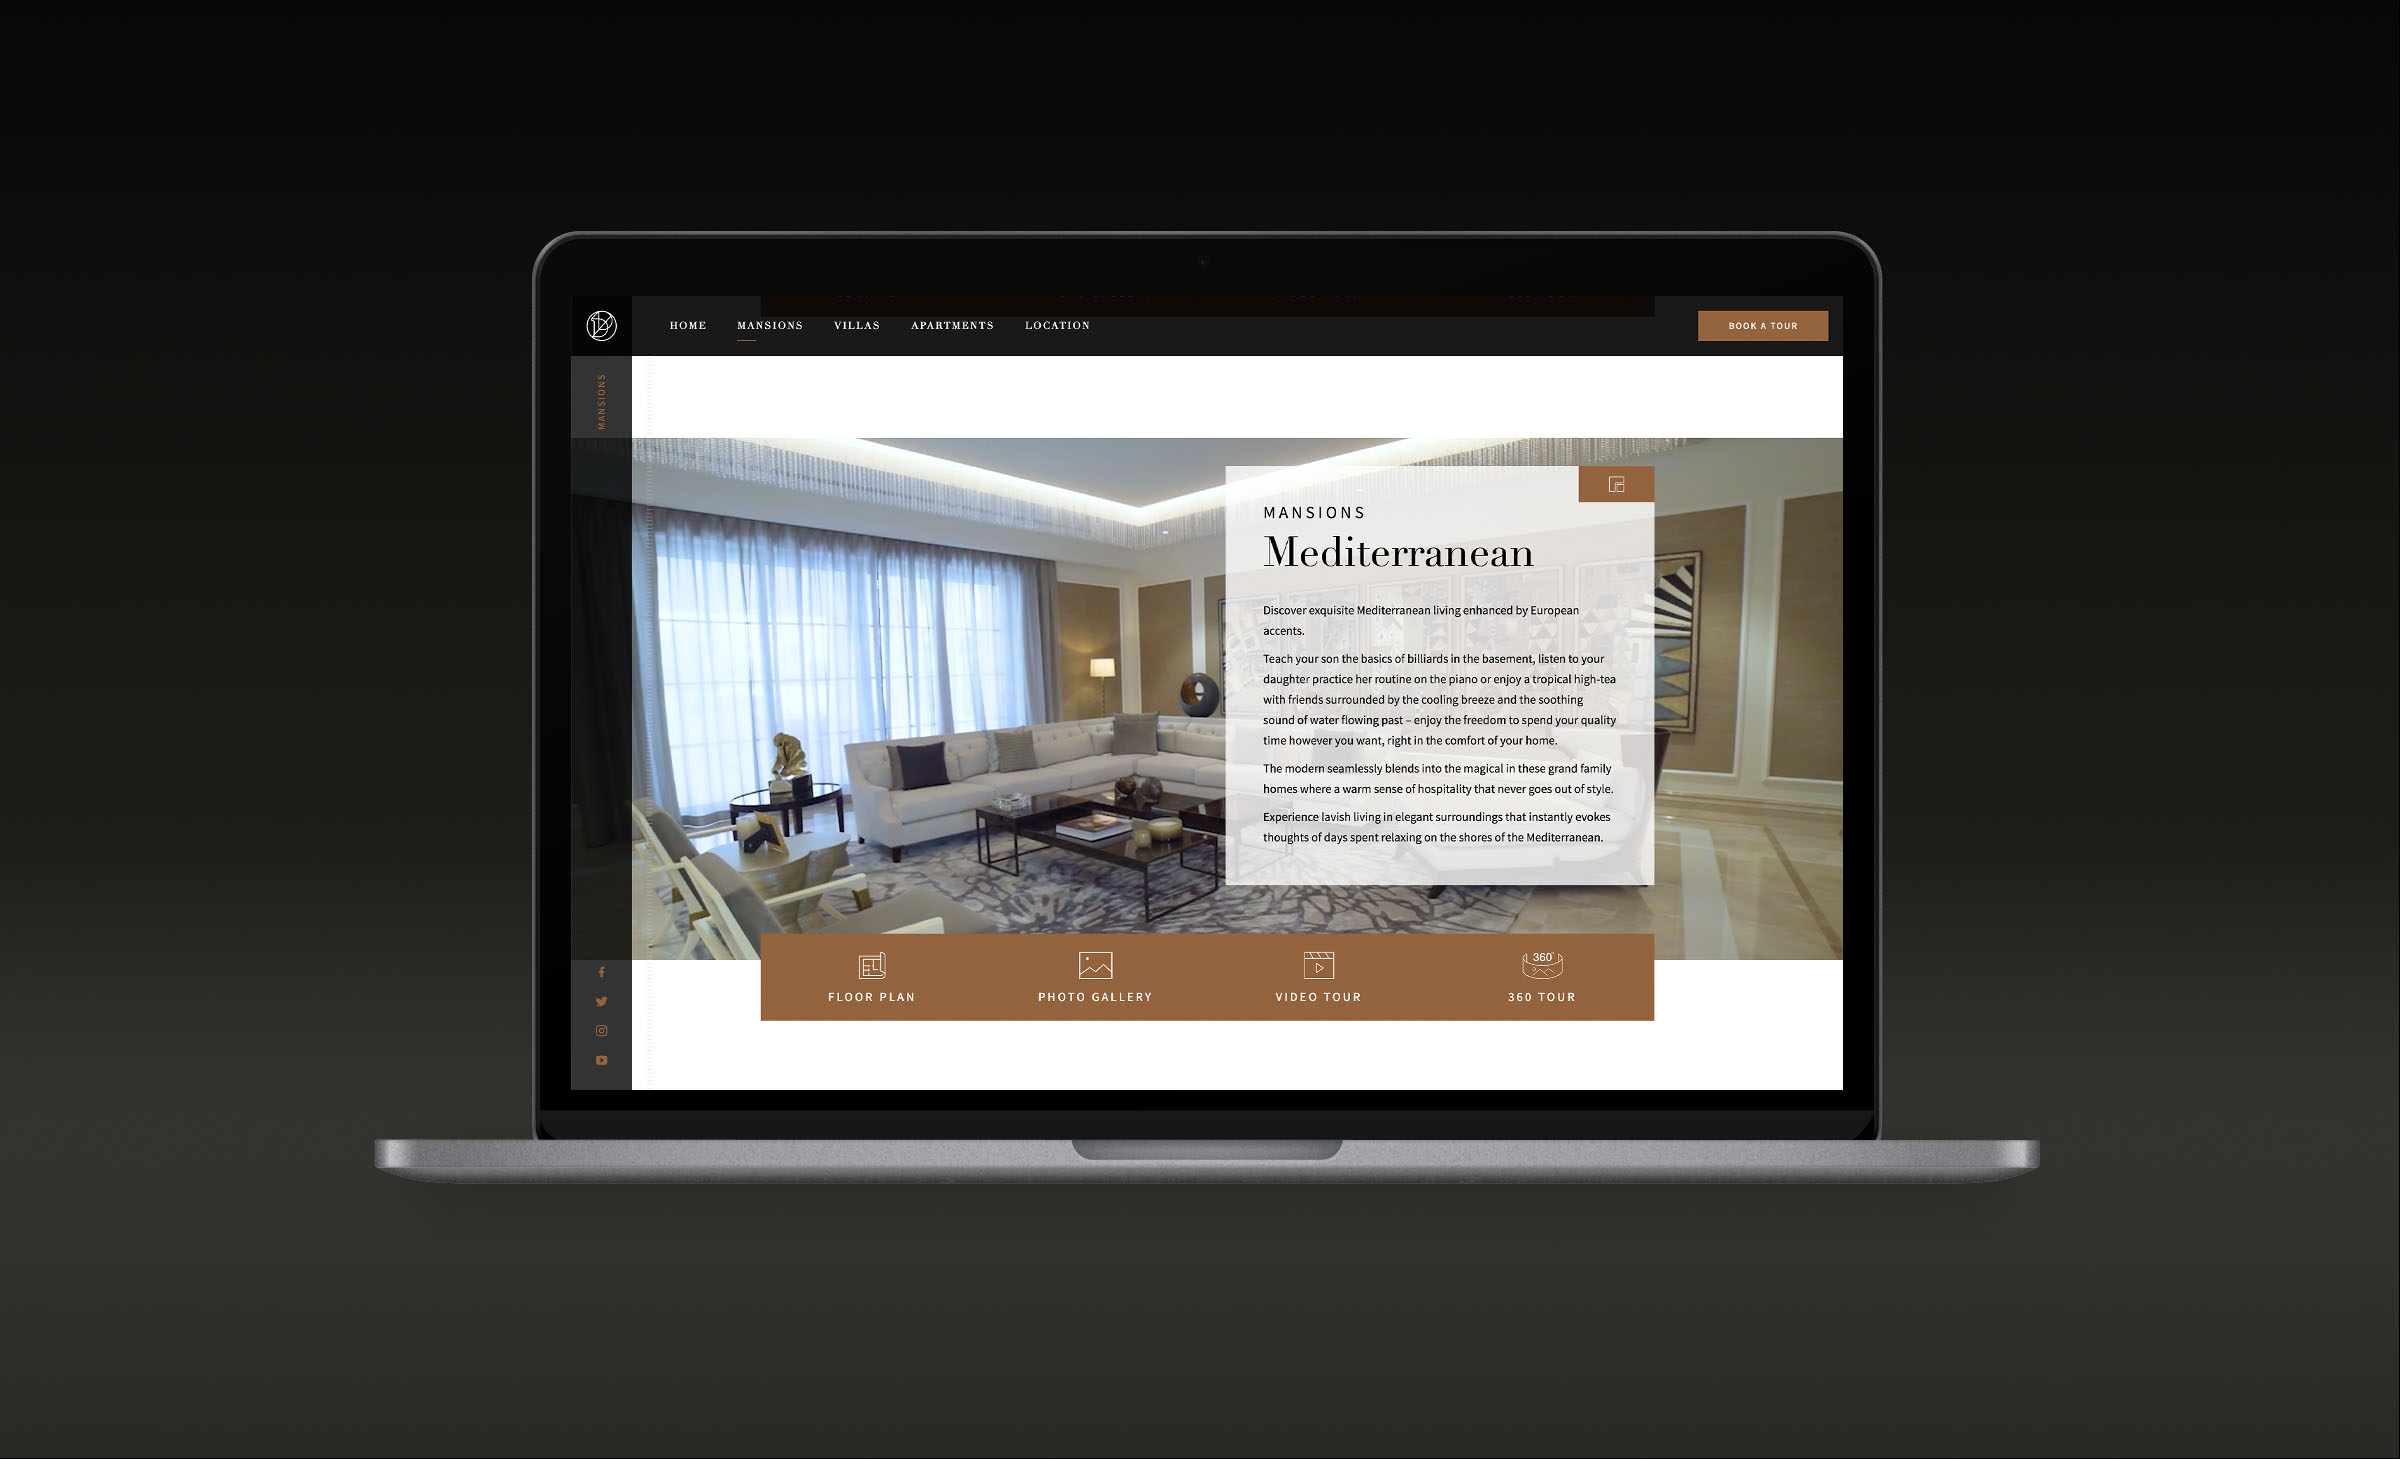 HOME MANSIONS VILLAS APARTMENTS LOCATION
BOOK A TOUR
MANSIONS
MANSIONS
Mediterranean
Discover exquisite Mediterranean living enhanced by European
accents.
Teach your son the basics of billiards in the basement, listen to your
daughter practice her routine on the piano or enjoy a tropical high-tea
with friends surrounded by the cooling breeze and the soothing
sound of water flowing past – enjoy the freedom to spend your quality
time however you want, right in the comfort of your home.
The modern seamlessly blends into the magical in these grand family
homes where a warm sense of hospitality that never goes out of style.
Experience lavish living in elegant surroundings that instantly evokes
thoughts of days spent relaxing on the shores of the Mediterranean.
360°
FLOOR PLAN PHOTO GALLERY VIDEO TOUR 360 TOUR